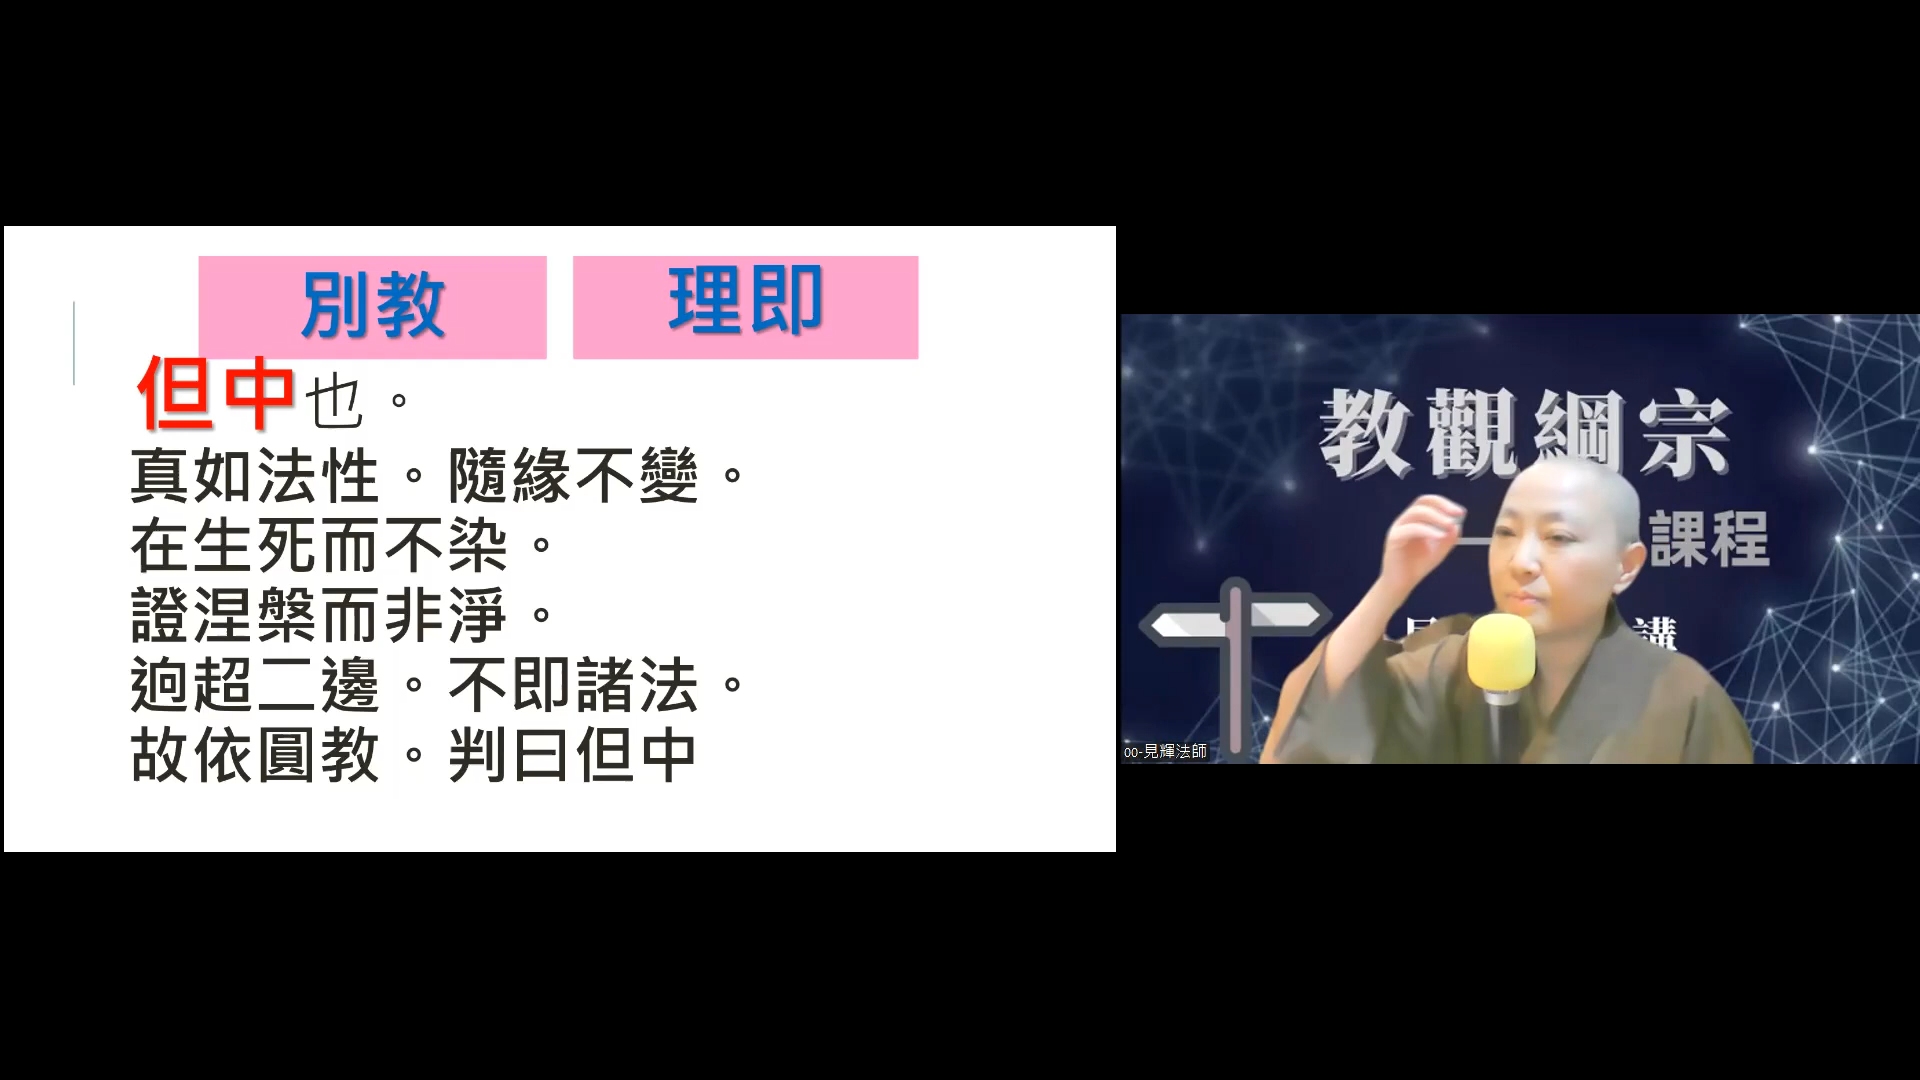 別教 理即
但中也。
真如法性。隨緣不變。
在生死而不染。
證涅槃而非淨。
迥超二邊。不即諸法。
故依圓教。判曰但中
教觀綱宗
課程
講
00-見輝法師